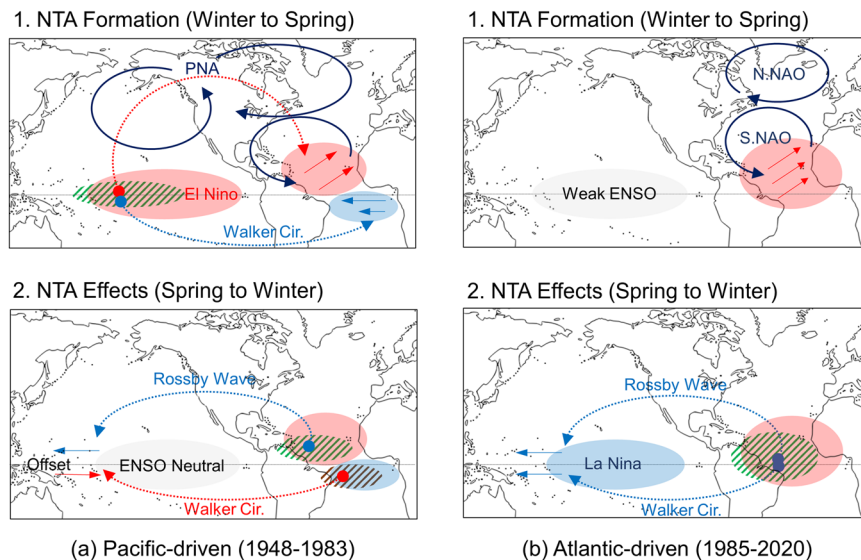 1. NTA Formation (Winter to Spring)
PNA
El Nino
Walker Cir.
1. NTA Formation (Winter to Spring)
N.NAO
S.NAO
Weak ENSO
2. NTA Effects (Spring to Winter)
Rossby Wave
Offset
ENSO Neutral
Walker Cir.
2. NTA Effects (Spring to Winter)
Rossby Wave
La Nina
Walker Cir.
(a) Pacific-driven (1948-1983)
(b) Atlantic-driven (1985-2020)